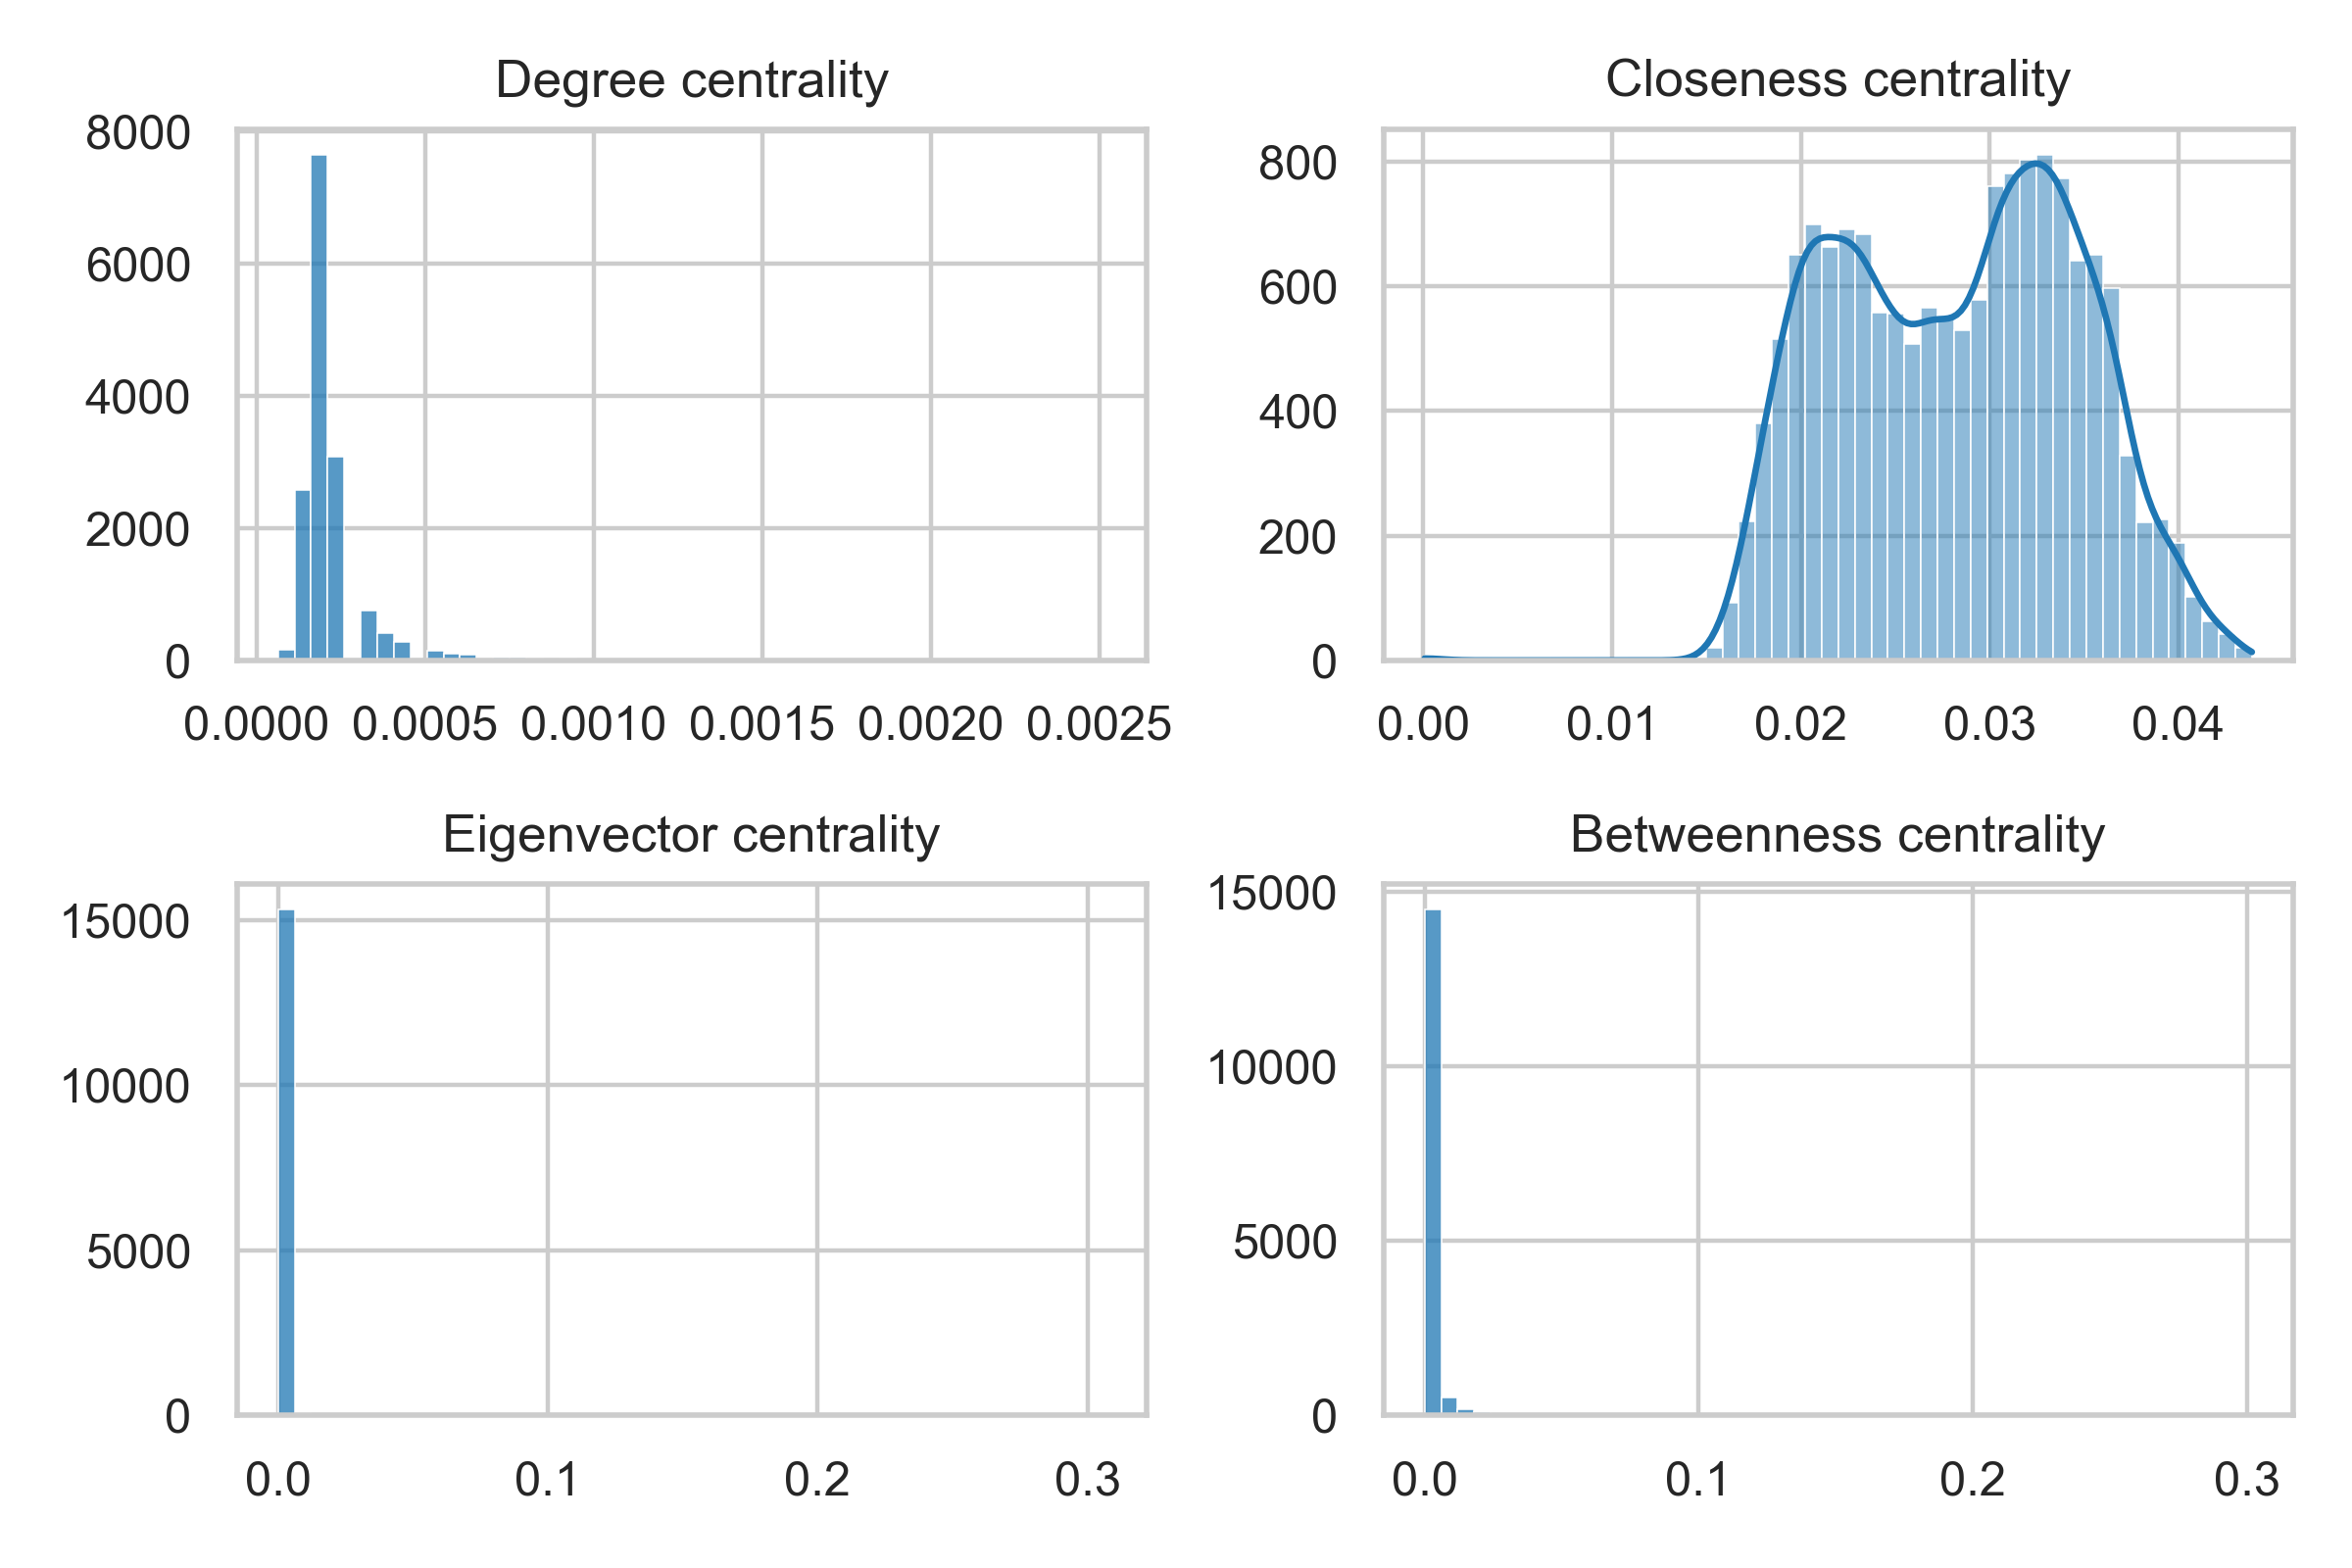 Degree centrality
8000
6000
4000
2000
0
0.0000 0.0005 0.0010 0.0015 0.0020 0.0025
Closeness centrality
800
600
400
200
0
0.00 0.01 0.02 0.03 0.04
Eigenvector centrality
15000
10000
5000
0
0.0 0.1 0.2 0.3
Betweenness centrality
15000
10000
5000
0
0.0 0.1 0.2 0.3